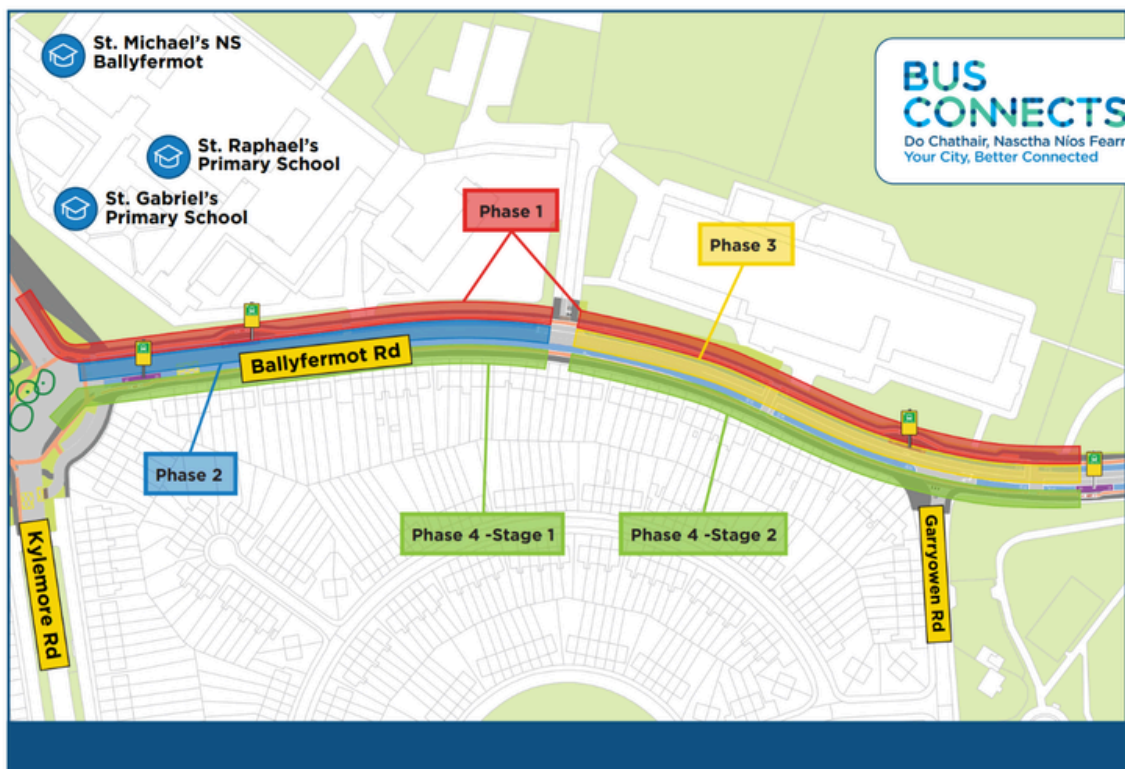 St. Michael's NS
Ballyfermot
St. Raphael's
Primary School
St. Gabriel's
Primary School
BUS
CONNECTS
Do Chathair, Nasctha Níos Fearr
Your City, Better Connected
Phase 1
Phase 3
Ballyfermot Rd
Phase 2
Phase 4 -Stage 1
Phase 4 -Stage 2
Kylemore Rd
Garryowen Rd